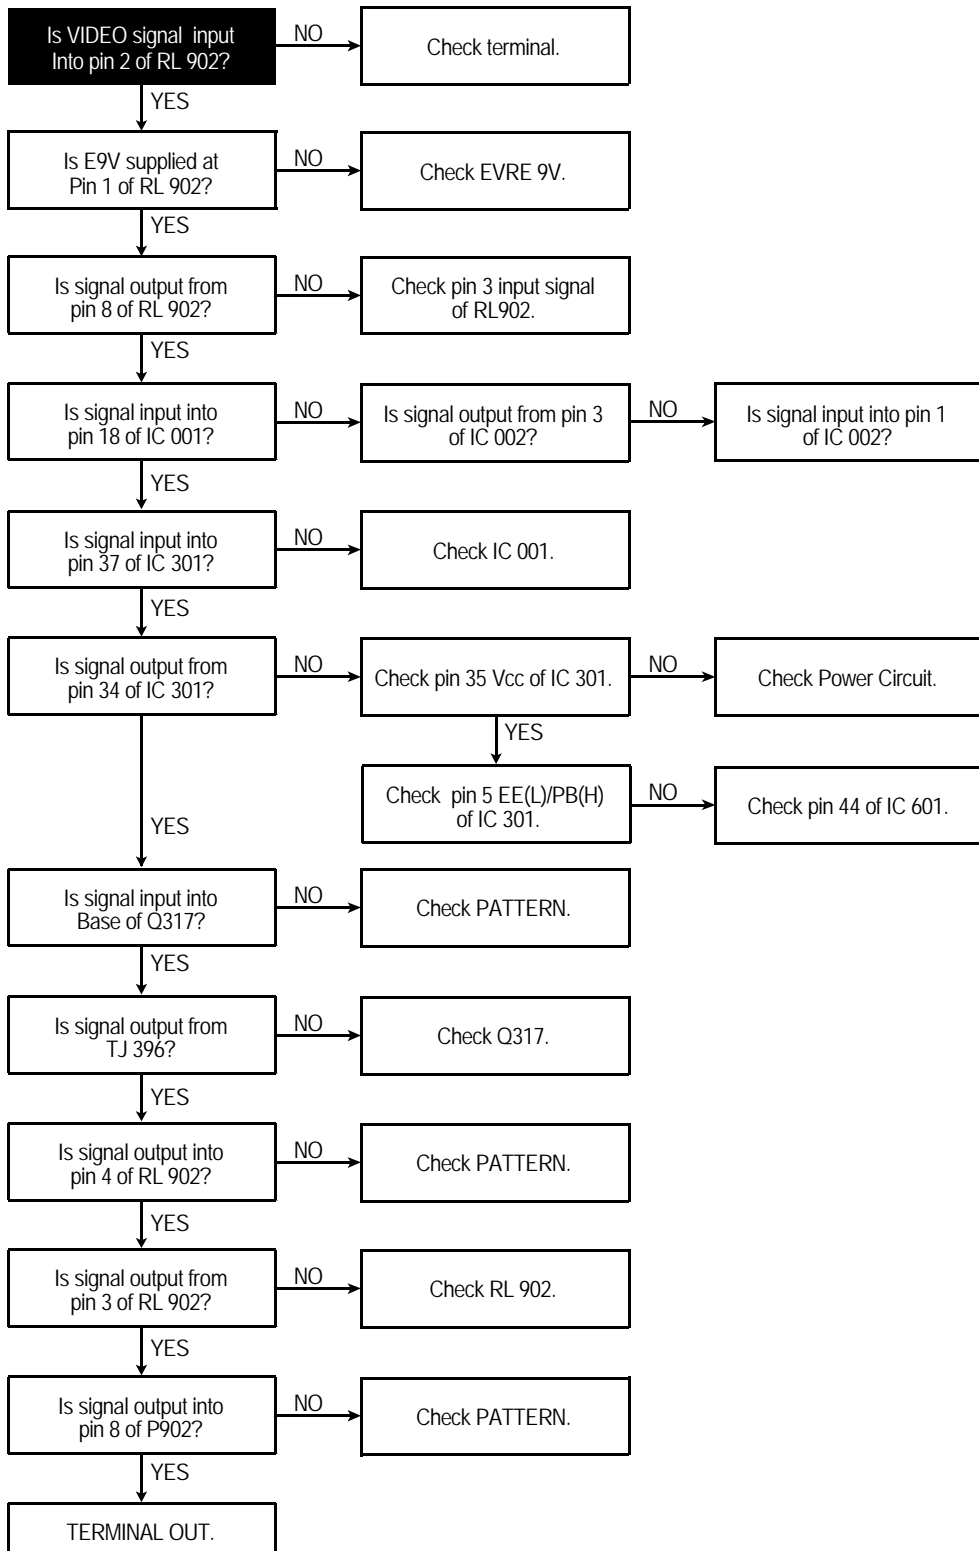 Is VIDEO signal input
Into pin 2 of RL 902?
NO
Check terminal.
YES
Is E9V supplied at
Pin 1 of RL 902?
NO
Check EVRE 9V.
YES
Is signal output from
pin 8 of RL 902?
NO
Check pin 3 input signal
of RL902.
YES
Is signal input into
pin 18 of IC 001?
NO
Is signal output from pin 3
of IC 002?
NO
Is signal input into pin 1
of IC 002?
YES
Is signal input into
pin 37 of IC 301?
NO
Check IC 001.
YES
Is signal output from
pin 34 of IC 301?
NO
Check pin 35 Vcc of IC 301.
NO
Check Power Circuit.
YES
Check pin 5 EE(L)/PB(H)
of IC 301.
NO
Check pin 44 of IC 601.
YES
Is signal input into
Base of Q317?
NO
Check PATTERN.
YES
Is signal output from
TJ 396?
NO
Check Q317.
YES
Is signal output into
pin 4 of RL 902?
NO
Check PATTERN.
YES
Is signal output from
pin 3 of RL 902?
NO
Check RL 902.
YES
Is signal output into
pin 8 of P902?
NO
Check PATTERN.
YES
TERMINAL OUT.